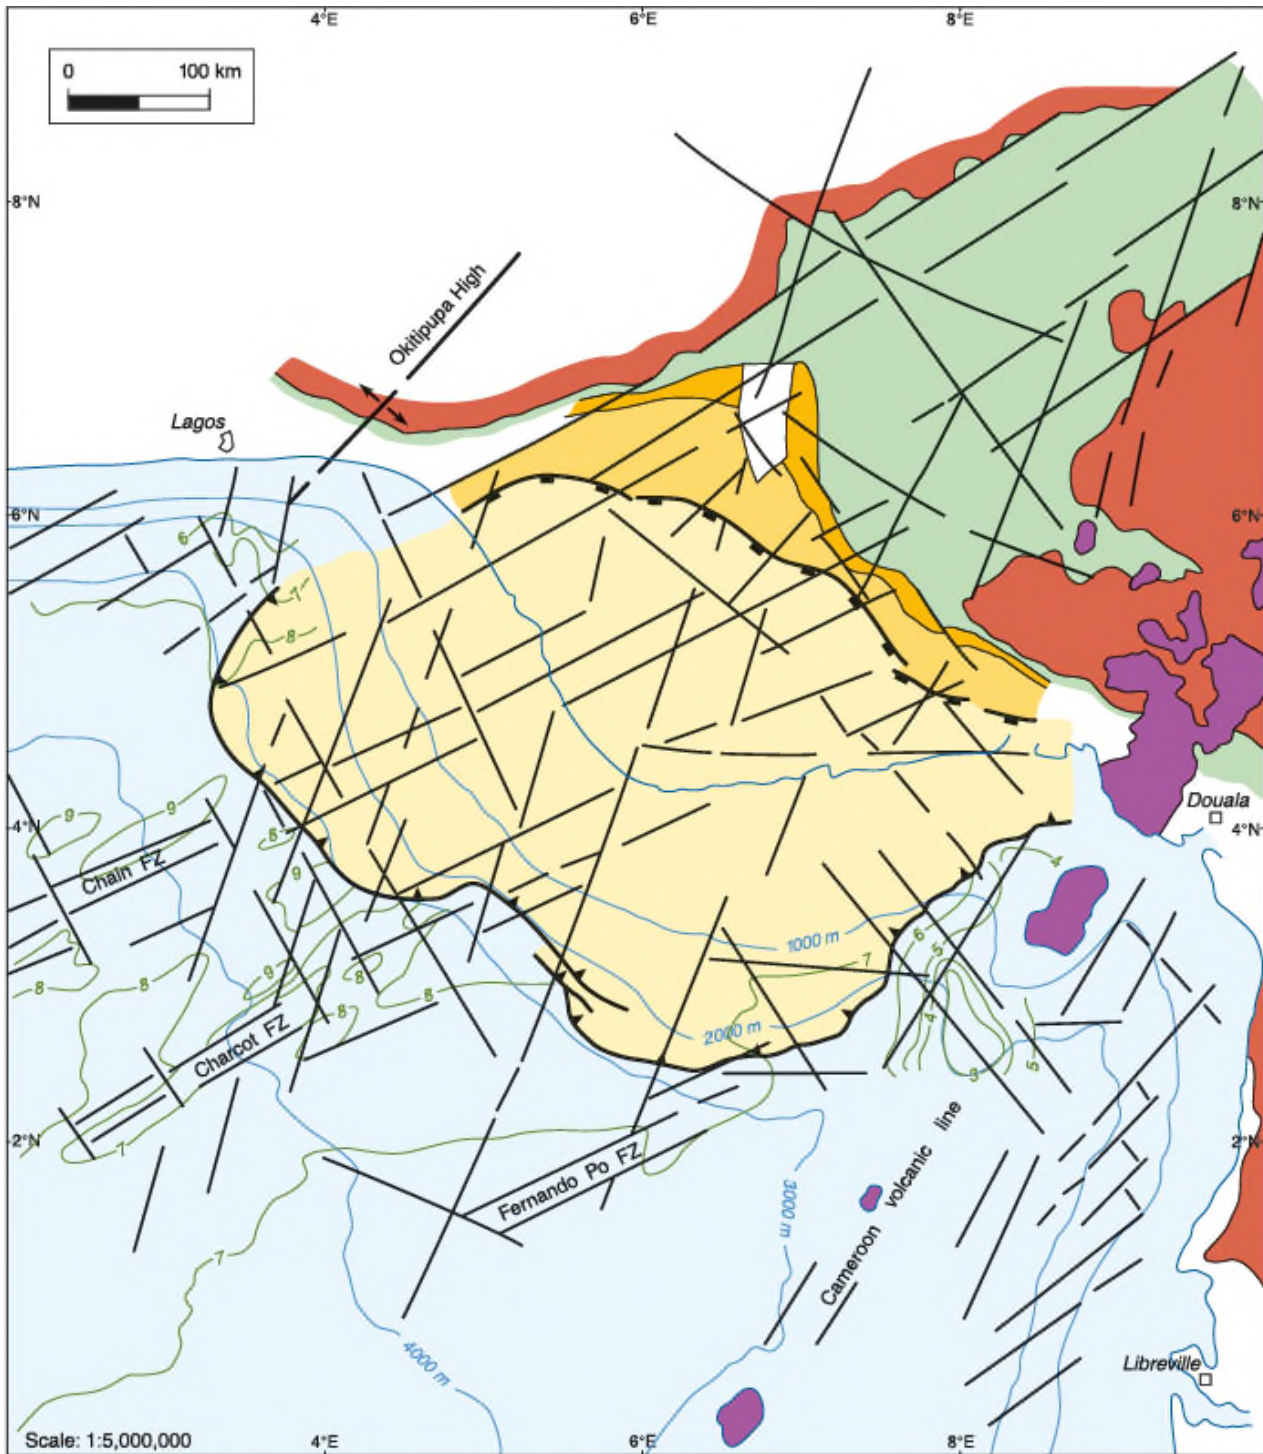 4°E
6°E
8°E
0
100 km
8°N
8°N
Okitipupa High
Lagos
6°N
6°N
6
7
8
Douala
4°N
4°N
9
9
8
Chain FZ
9
4
1000 m
6
5
7
8
8
9
8
8
2000 m
4
Charcot FZ
3
5
7
2°N
2°N
Fernando Po FZ
3000 m
Cameroon volcanic line
7
4000 m
Libreville
Scale: 1:5,000,000
4°E
6°E
8°E